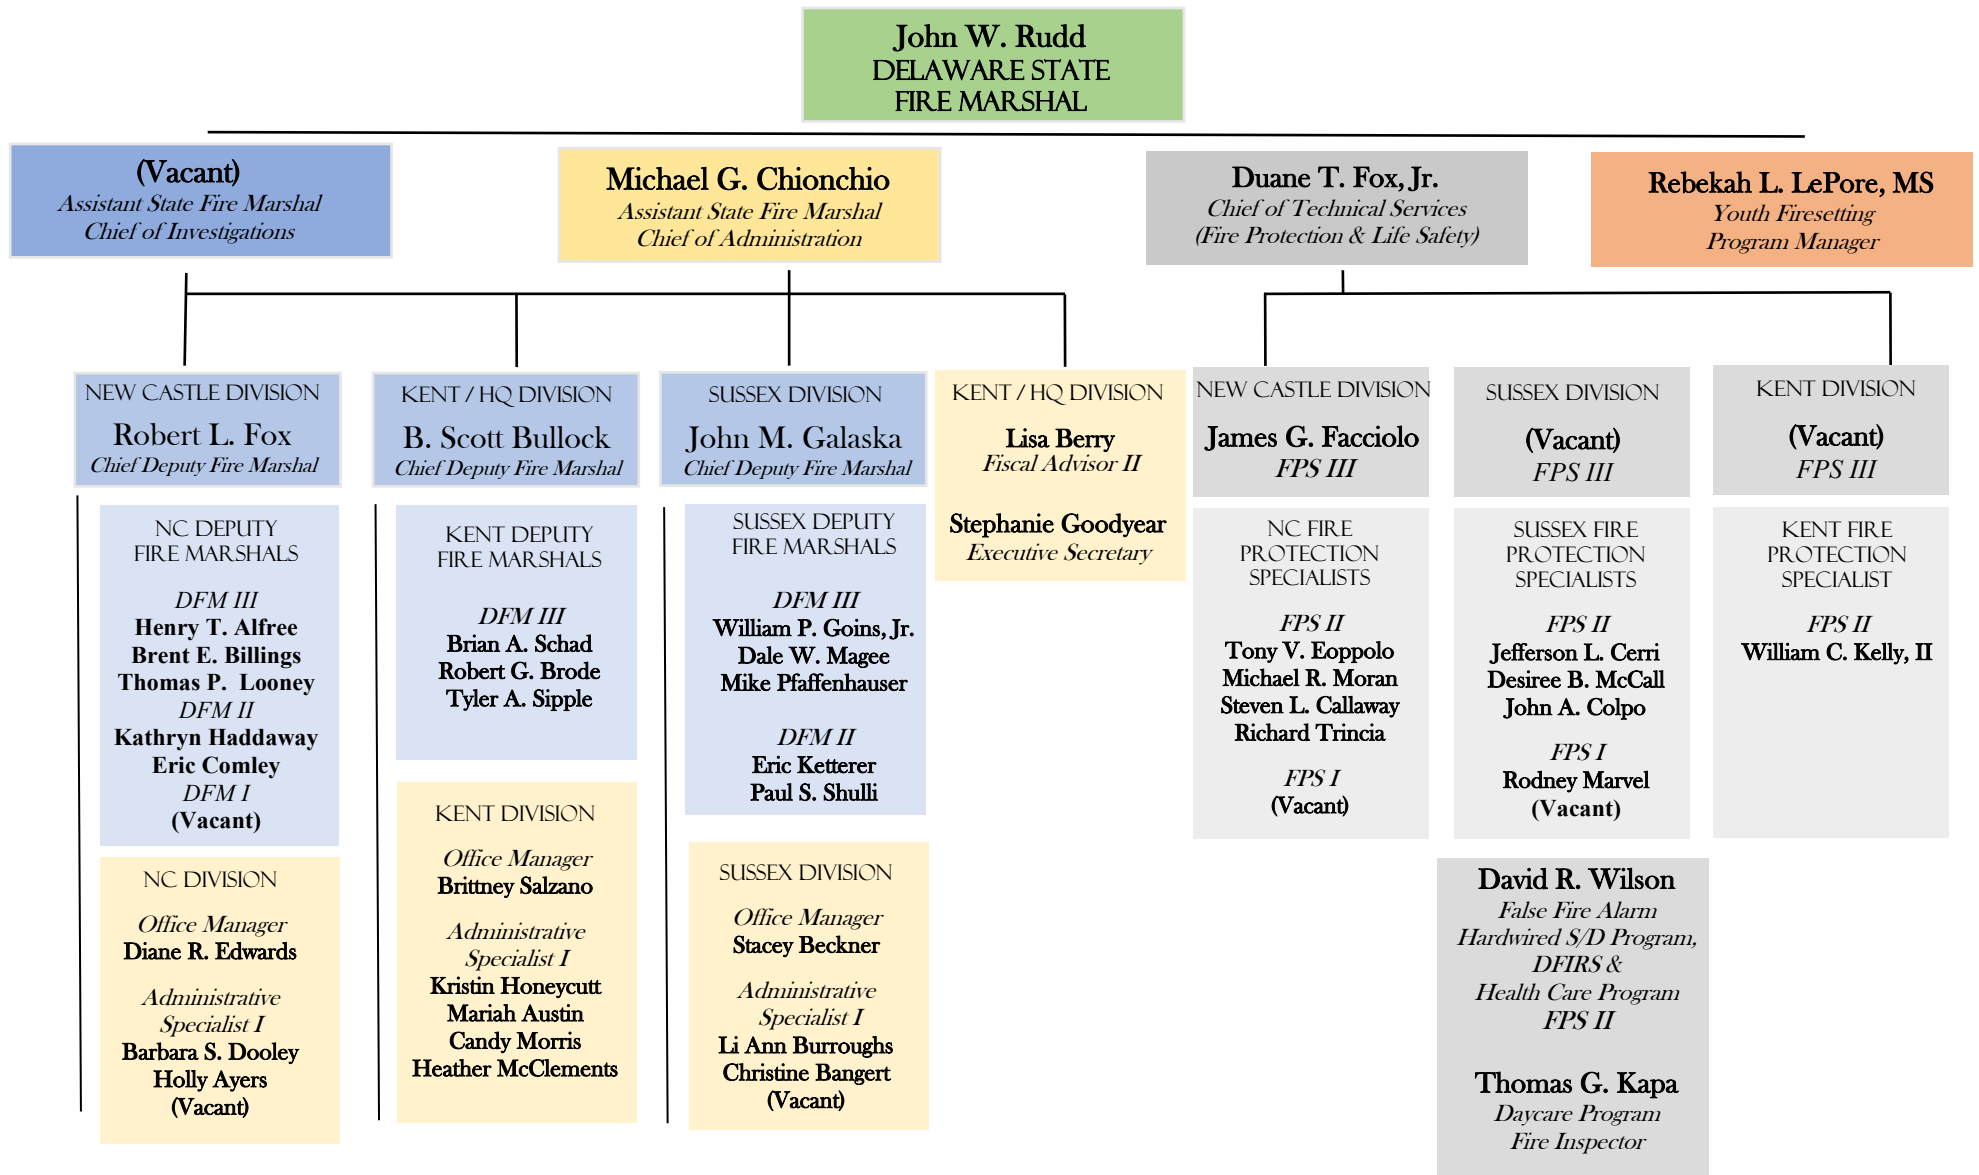 John W. Rudd
DELAWARE STATE
FIRE MARSHAL
(Vacant)
Assistant State Fire Marshal
Chief of Investigations
Michael G. Chionchio
Assistant State Fire Marshal
Chief of Administration
Duane T. Fox, Jr.
Chief of Technical Services
(Fire Protection & Life Safety)
Rebekah L. LePore, MS
Youth Firesetting
Program Manager
NEW CASTLE DIVISION
Robert L. Fox
Chief Deputy Fire Marshal
NC DEPUTY
FIRE MARSHALS
DFM III
Henry T. Alfree
Brent E. Billings
Thomas P. Looney
DFM II
Kathryn Haddaway
Eric Comley
DFM I
(Vacant)
NC DIVISION
Office Manager
Diane R. Edwards
Administrative
Specialist I
Barbara S. Dooley
Holly Ayers
(Vacant)
KENT / HQ DIVISION
B. Scott Bullock
Chief Deputy Fire Marshal
KENT DEPUTY
FIRE MARSHALS
DFM III
Brian A. Schad
Robert G. Brode
Tyler A. Sipple
KENT DIVISION
Office Manager
Brittney Salzano
Administrative
Specialist I
Kristin Honeycutt
Mariah Austin
Candy Morris
Heather McClements
SUSSEX DIVISION
John M. Galaska
Chief Deputy Fire Marshal
SUSSEX DEPUTY
FIRE MARSHALS
DFM III
William P. Goins, Jr.
Dale W. Magee
Mike Pfaffenhauser
DFM II
Eric Ketterer
Paul S. Shulli
SUSSEX DIVISION
Office Manager
Stacey Beckner
Administrative
Specialist I
Li Ann Burroughs
Christine Bangert
(Vacant)
KENT / HQ DIVISION
Lisa Berry
Fiscal Advisor II
Stephanie Goodyear
Executive Secretary
NEW CASTLE DIVISION
James G. Facciolo
FPS III
NC FIRE
PROTECTION
SPECIALISTS
FPS II
Tony V. Eoppolo
Michael R. Moran
Steven L. Callaway
Richard Trincia
FPS I
(Vacant)
SUSSEX DIVISION
(Vacant)
FPS III
SUSSEX FIRE
PROTECTION
SPECIALISTS
FPS II
Jefferson L. Cerri
Desiree B. McCall
John A. Colpo
FPS I
Rodney Marvel
(Vacant)
KENT DIVISION
(Vacant)
FPS III
KENT FIRE
PROTECTION
SPECIALIST
FPS II
William C. Kelly, II
David R. Wilson
False Fire Alarm
Hardwired S/D Program,
DFIRS &
Health Care Program
FPS II
Thomas G. Kapa
Daycare Program
Fire Inspector